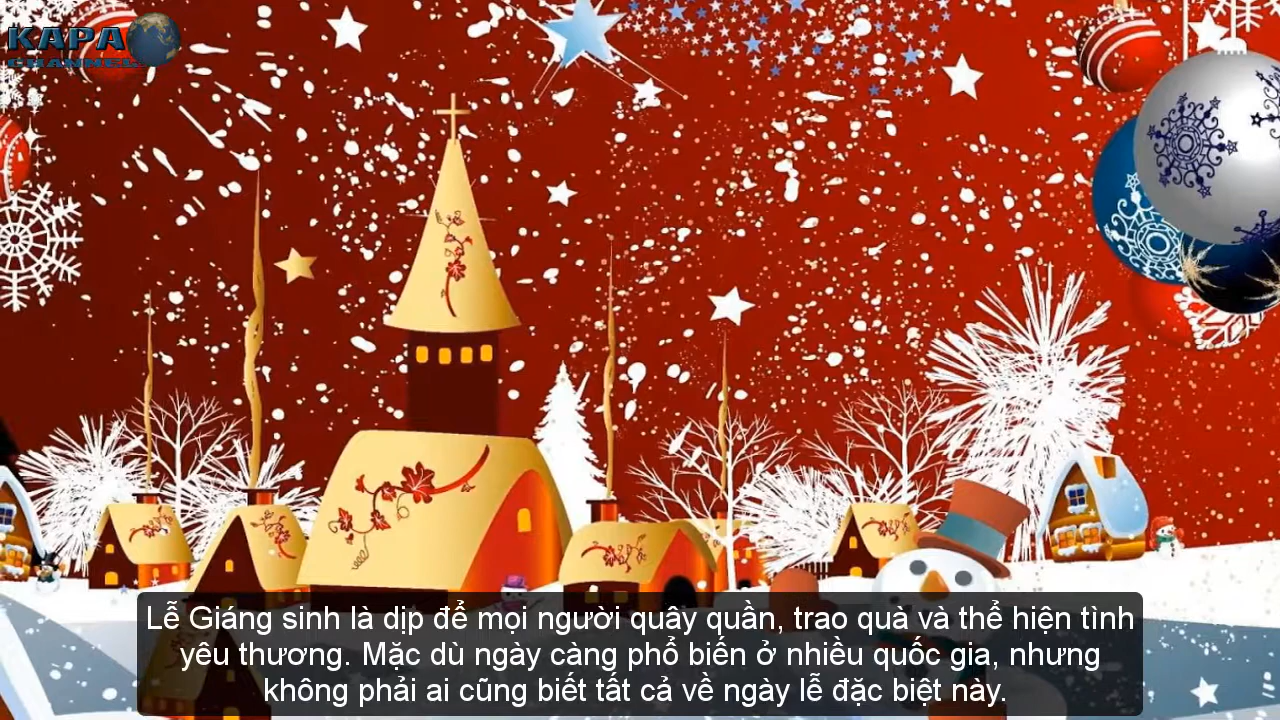 KAPA
CHANNEL
Lễ Giáng sinh là dịp để mọi người quây quần, trao quà và thể hiện tình
yêu thương. Mặc dù ngày càng phổ biến ở nhiều quốc gia, nhưng
không phải ai cũng biết tất cả về ngày lễ đặc biệt này.